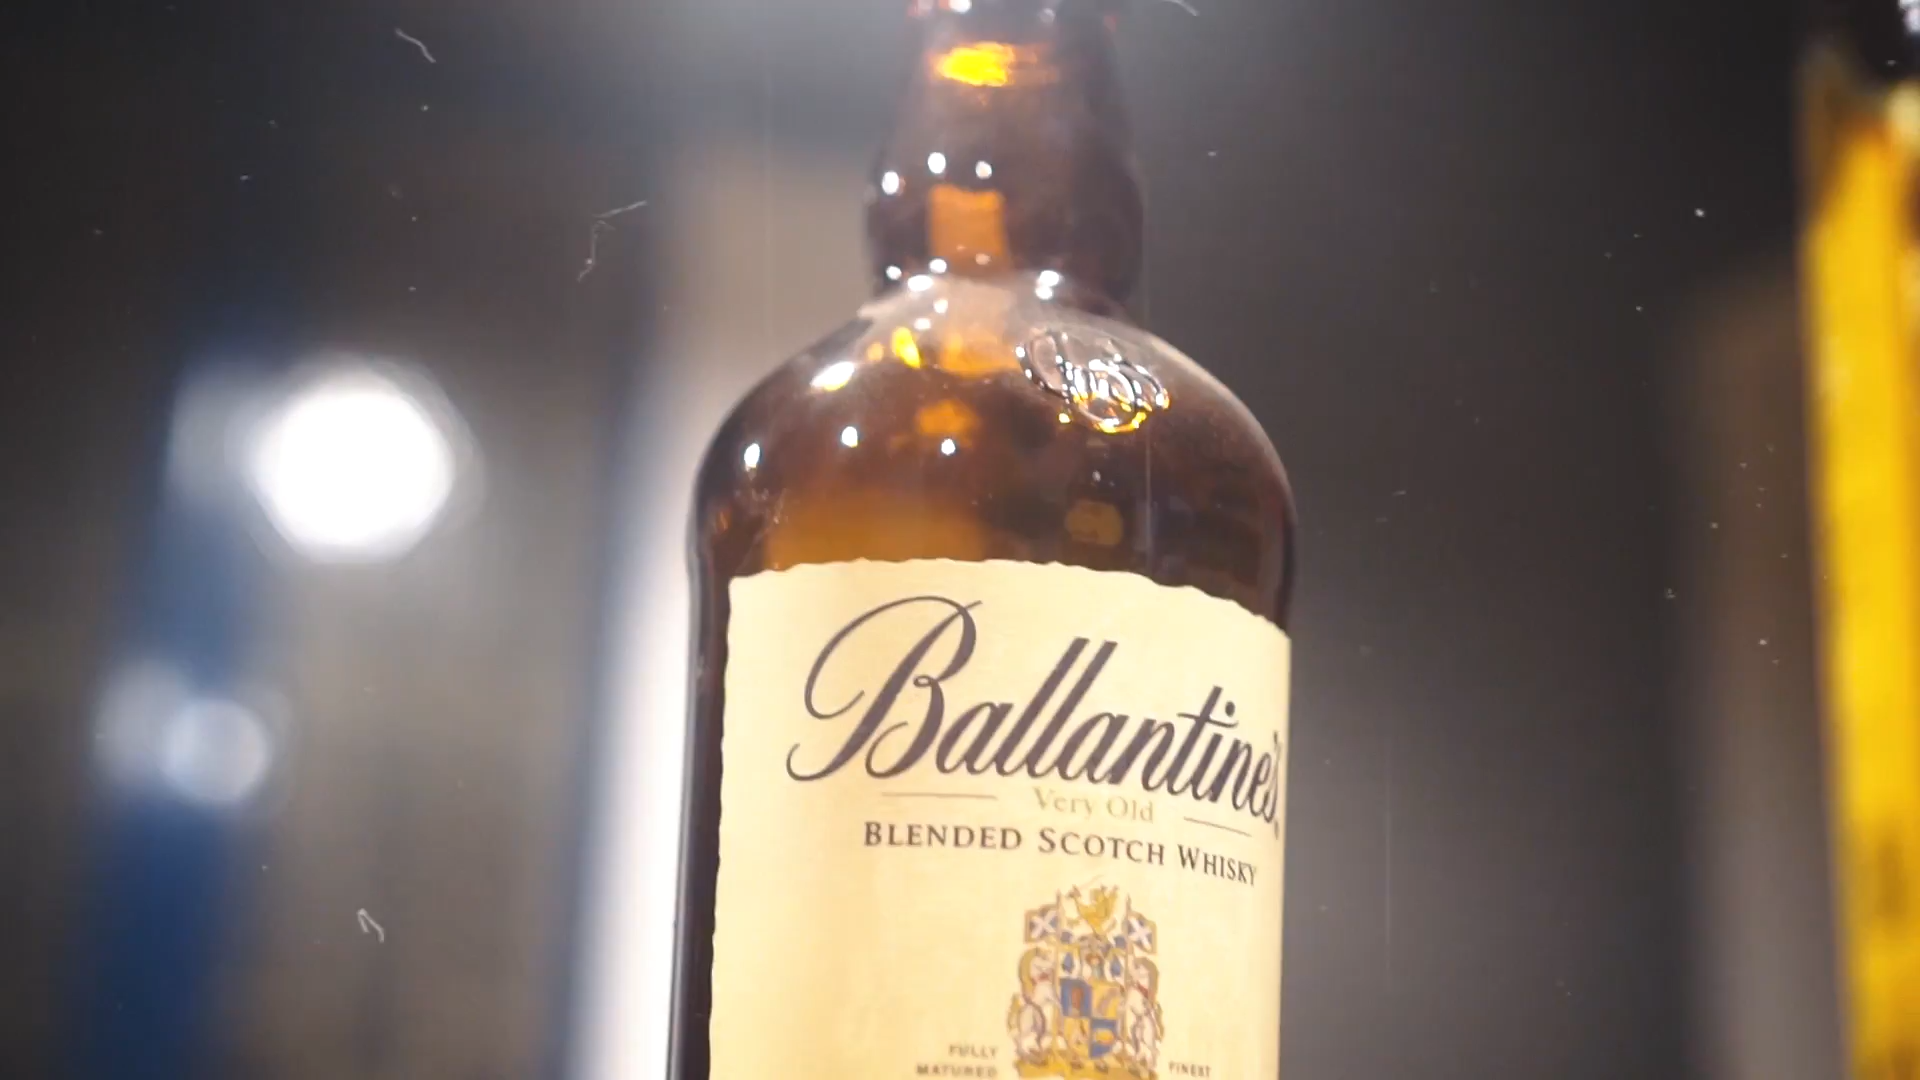 Ballantine's
Very Old
BLENDED SCOTCH WHISKY
FULLY
MATURED
FINEST